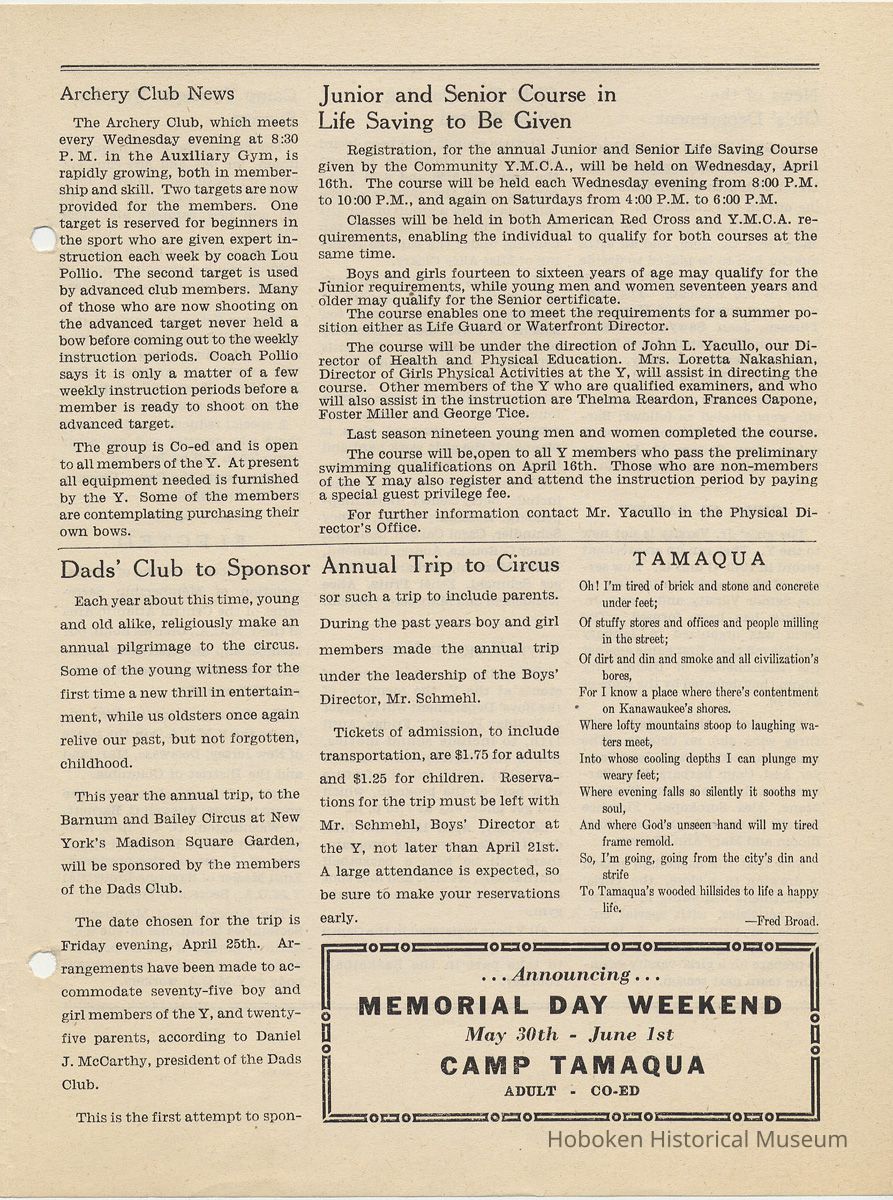 Archery Club News
The Archery Club, which meets
every Wednesday evening at 8:30
P. M. in the Auxiliary Gym, is
rapidly growing, both in member-
ship and skill. Two targets are now
provided for the members. One
target is reserved for beginners in
the sport who are given expert in-
struction each week by coach Lou
Pollio. The second target is used
by advanced club members. Many
of those who are now shooting on
the advanced target never held a
bow before coming out to the weekly
instruction periods. Coach Pollio
says it is only a matter of a few
weekly instruction periods before a
member is ready to shoot on the
advanced target.
The group is Co-ed and is open
to all members of the Y. At present
all equipment needed is furnished
by the Y. Some of the members
are contemplating purchasing their
own bows.
Junior and Senior Course in
Life Saving to Be Given
Registration, for the annual Junior and Senior Life Saving Course
given by the Community Y.M.C.A., will be held on Wednesday, April
16th. The course will be held each Wednesday evening from 8:00 P.M.
to 10:00 P.M., and again on Saturdays from 4:00 P.M. to 6:00 P.M.
Classes will be held in both American Red Cross and Y.M.C.A. re-
quirements, enabling the individual to qualify for both courses at the
same time.
Boys and girls fourteen to sixteen years of age may qualify for the
Junior requirements, while young men and women seventeen years and
older may qualify for the Senior certificate.
The course enables one to meet the requirements for a summer po-
sition either as Life Guard or Waterfront Director.
The course will be under the direction of John L. Yacullo, our Di-
rector of Health and Physical Education. Mrs. Loretta Nakashian,
Director of Girls Physical Activities at the Y, will assist in directing the
course. Other members of the Y who are qualified examiners, and who
will also assist in the instruction are Thelma Reardon, Frances Capone,
Foster Miller and George Tice.
Last season nineteen young men and women completed the course.
The course will be,open to all Y members who pass the preliminary
swimming qualifications on April 16th. Those who are non-members
of the Y may also register and attend the instruction period by paying
a special guest privilege fee.
For further information contact Mr. Yacullo in the Physical Di-
rector's Office.
Dads' Club to Sponsor Annual Trip to Circus
Each year about this time, young
and old alike, religiously make an
annual pilgrimage to the circus.
Some of the young witness for the
first time a new thrill in entertain-
ment, while us oldsters once again
relive our past, but not forgotten,
childhood.
This year the annual trip, to the
Barnum and Bailey Circus at New
York's Madison Square Garden,
will be sponsored by the members
of the Dads Club.
The date chosen for the trip is
Friday evening, April 25th. Ar-
rangements have been made to ac-
commodate seventy-five boy and
girl members of the Y, and twenty-
five parents, according to Daniel
J. McCarthy, president of the Dads
Club.
This is the first attempt to spon-
sor such a trip to include parents.
During the past years boy and girl
members made the annual trip
under the leadership of the Boys'
Director, Mr. Schmehl.
Tickets of admission, to include
transportation, are $1.75 for adults
and $1.25 for children. Reserva-
tions for the trip must be left with
Mr. Schmehl, Boys' Director at
the Y, not later than April 21st.
A large attendance is expected, so
be sure to make your reservations
early.
TAMAQUA
Oh! I'm tired of brick and stone and concrete
under feet;
Of stuffy stores and offices and people milling
in the street;
Of dirt and din and smoke and all civilization's
bores,
For I know a place where there's contentment
on Kanawaukee's shores.
Where lofty mountains stoop to laughing wa-
ters meet,
Into whose cooling depths I can plunge my
weary feet;
Where evening falls so silently it sooths my
soul,
And where God's unseen hand will my tired
frame remold.
So, I'm going, going from the city's din and
strife
To Tamaqua's wooded hillsides to life a happy
life.
—Fred Broad.
...Announcing...
MEMORIAL DAY WEEKEND
May 30th - June 1st
CAMP TAMAQUA
ADULT - CO-ED
Hoboken Historical Museum